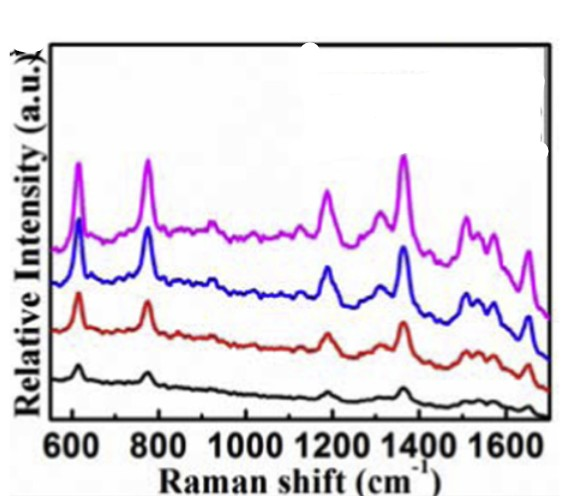 Relative Intensity (a.u.)
600 800 1000 1200 1400 1600
Raman shift (cm⁻¹)